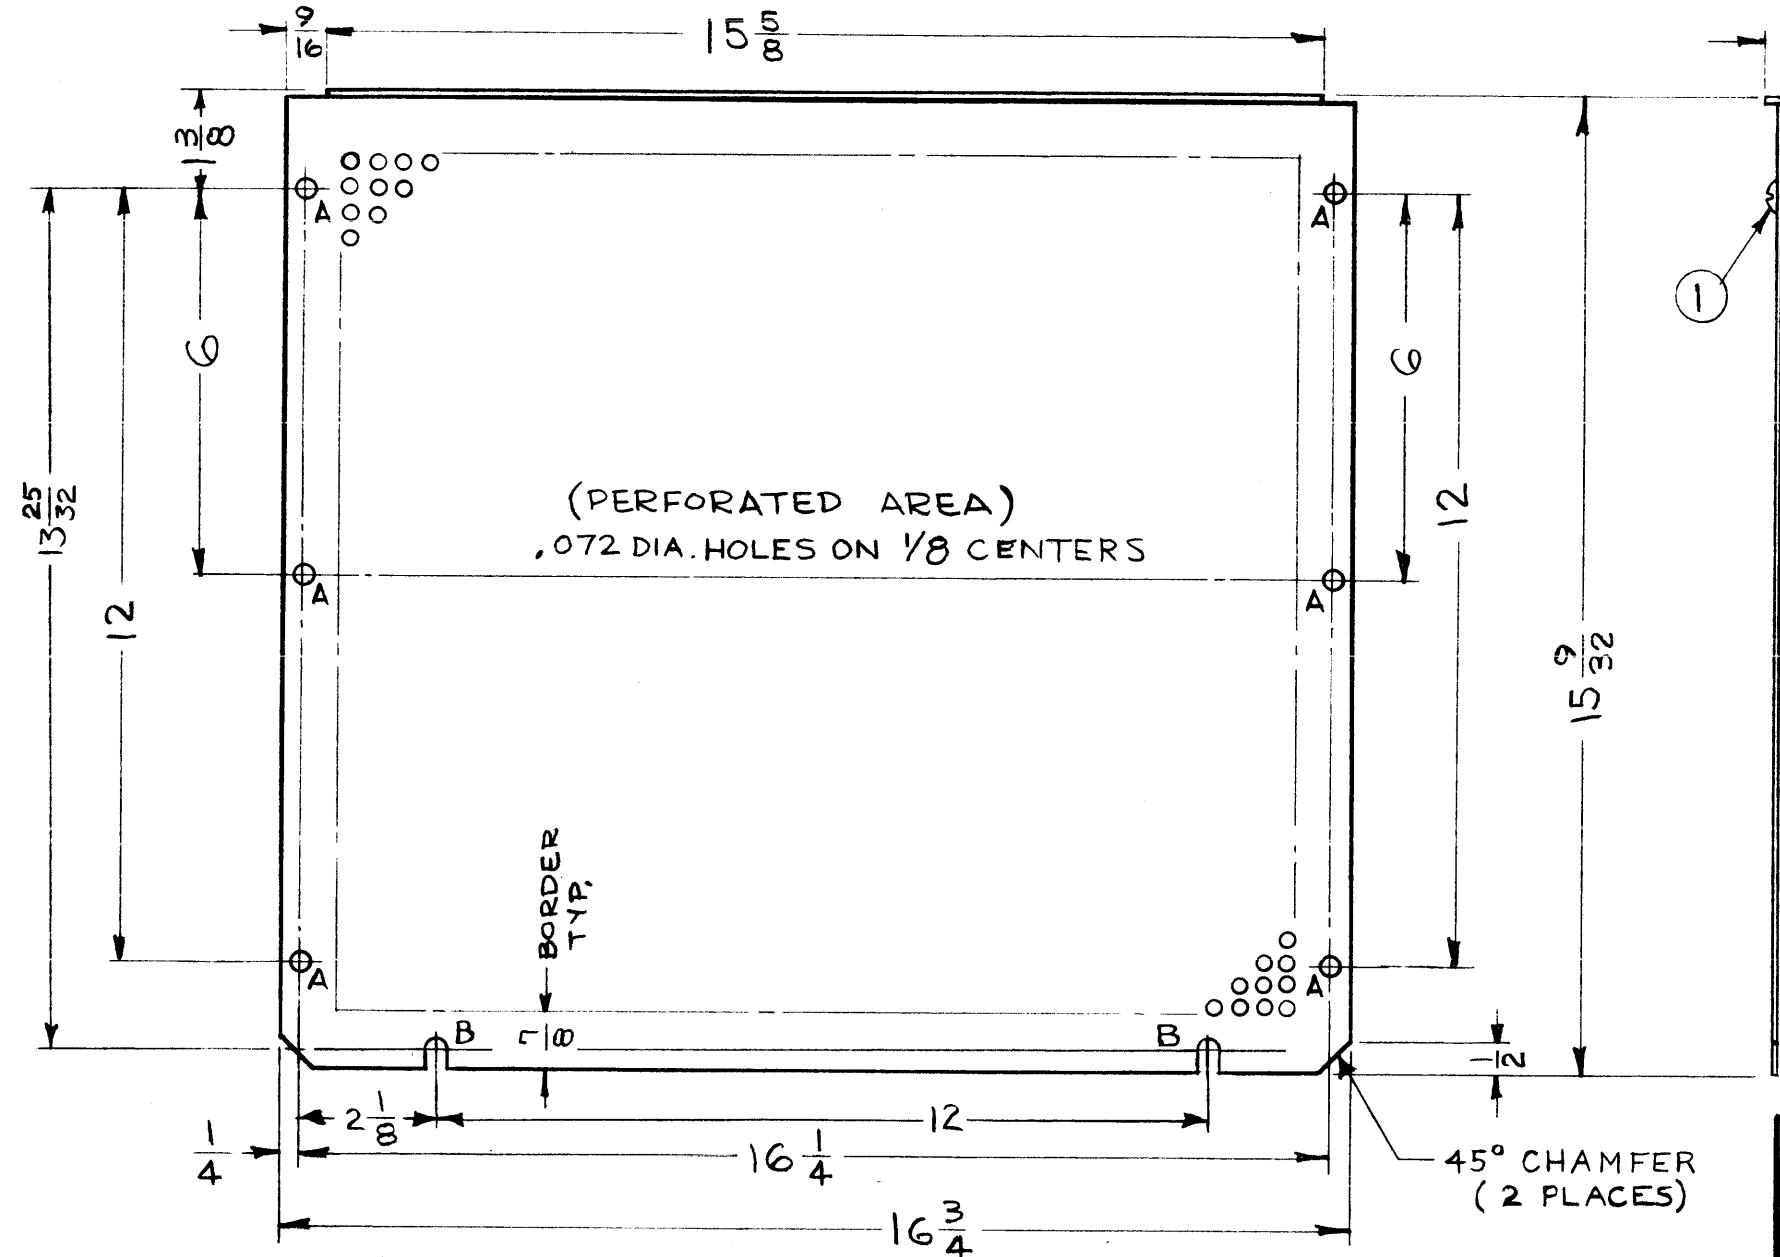 9/16
15 5/8
1 3/8
A
A
6
6
1
13 25/32
12
(PERFORATED AREA)
.072 DIA. HOLES ON 1/8 CENTERS
12
A
A
15 9/32
BORDER
TYP.
A
A
B
7/8
B
1/2
2 1/8
12
1/4
16 1/4
45° CHAMFER
(2 PLACES)
16 3/4